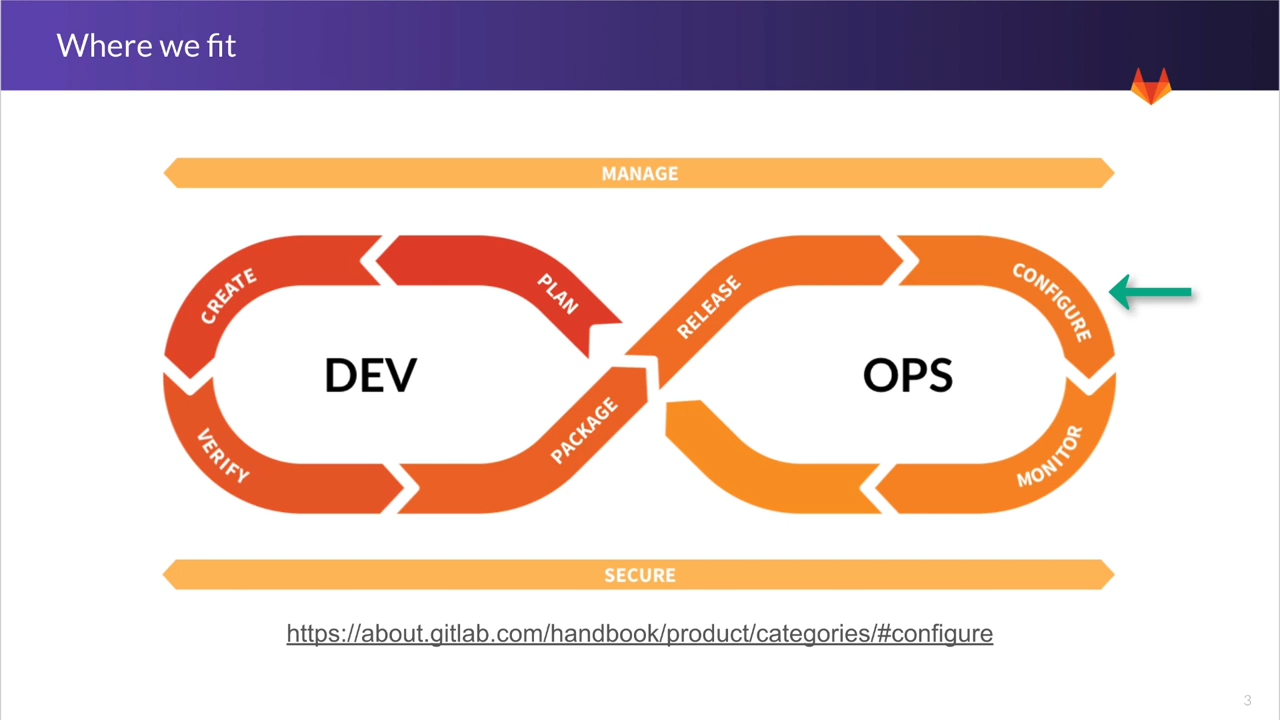 Where we fit
MANAGE
CREATE
PLAN
RELEASE
CONFIGURE
DEV
OPS
VERIFY
PACKAGE
MONITOR
SECURE
https://about.gitlab.com/handbook/product/categories/#configure
3